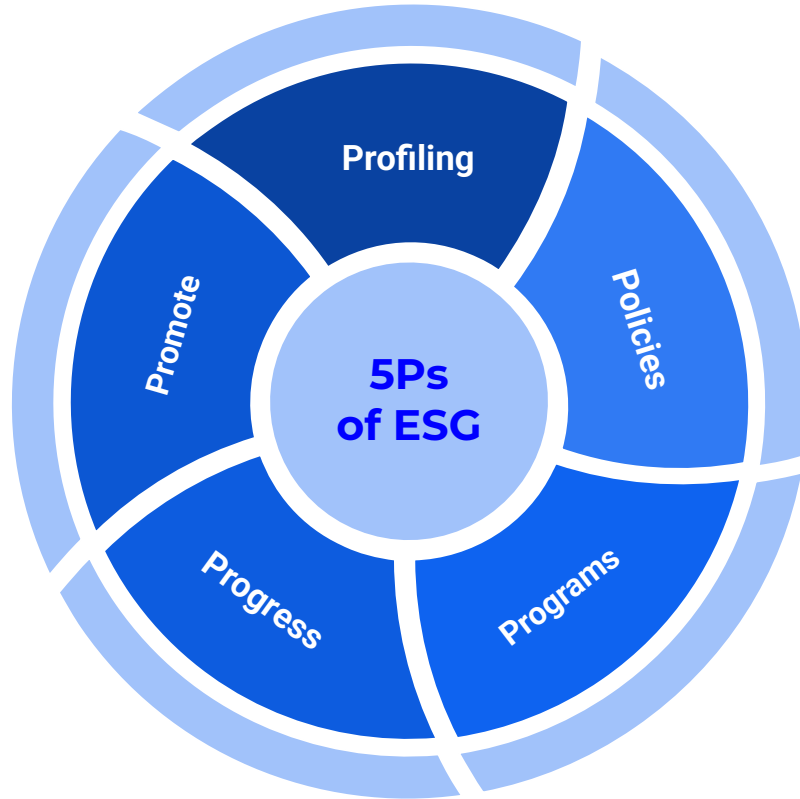 Profiling
Policies
Programs
Progress
Promote
5Ps
of ESG